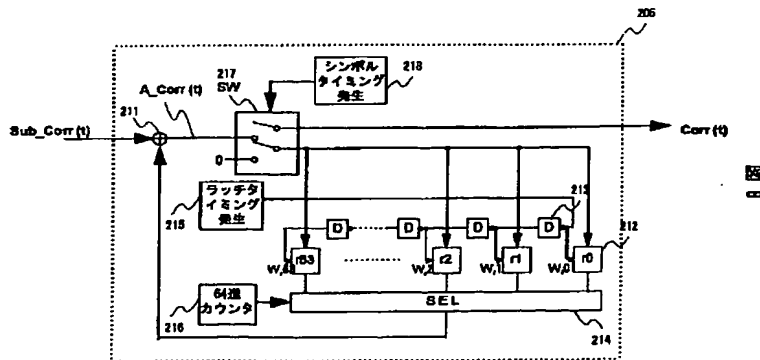 206
217
SW
シンボル
タイミング
発生
218
A_Corr(t)
211
Sub_Corr(t)
Corr(t)
0
ラッチタ
イミング
発生
215
213
D
D
D
D
212
r63
r2
r1
r0
W,2
W,1
W,0
64進
カウンタ
216
SEL
214